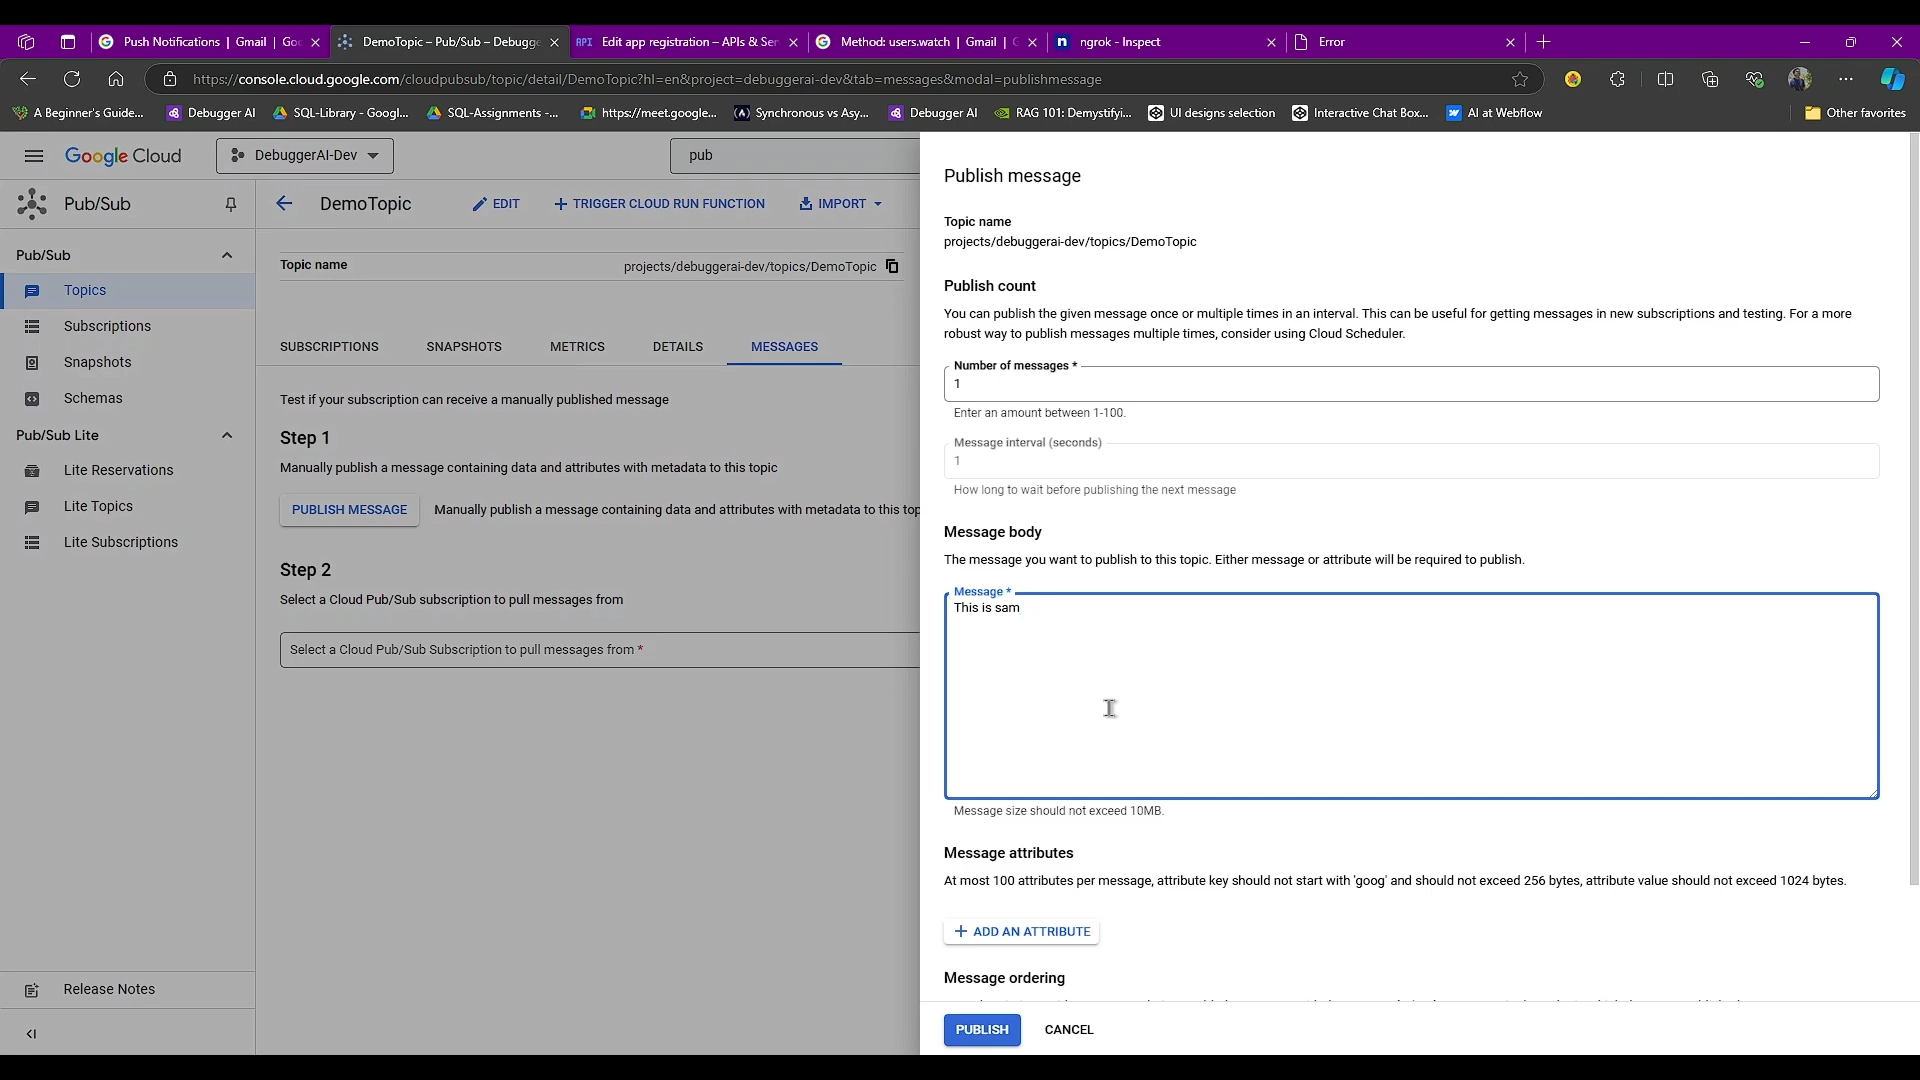 Push Notifications | Gmail | Goo
DemoTopic – Pub/Sub – Debugge
API Edit app registration – APIs & Ser
Method: users.watch | Gmail | G
n ngrok - Inspect
Error
https://console.cloud.google.com/cloudpubsub/topic/detail/DemoTopic?hl=en&project=debuggerai-dev&tab=messages&modal=publishmessage
A Beginner's Guide...
Debugger AI
SQL-Library - Googl...
SQL-Assignments -...
https://meet.google...
Synchronous vs Asy...
Debugger AI
RAG 101: Demystifyi...
UI designs selection
Interactive Chat Box...
AI at Webflow
Other favorites
Google Cloud
DebuggerAI-Dev
pub
Pub/Sub
DemoTopic
EDIT
TRIGGER CLOUD RUN FUNCTION
IMPORT
Pub/Sub
Topics
Subscriptions
Snapshots
Schemas
Pub/Sub Lite
Lite Reservations
Lite Topics
Lite Subscriptions
Release Notes
Topic name
projects/debuggerai-dev/topics/DemoTopic
SUBSCRIPTIONS
SNAPSHOTS
METRICS
DETAILS
MESSAGES
Test if your subscription can receive a manually published message
Step 1
Manually publish a message containing data and attributes with metadata to this topic
PUBLISH MESSAGE
Manually publish a message containing data and attributes with metadata to this top
Step 2
Select a Cloud Pub/Sub subscription to pull messages from
Select a Cloud Pub/Sub Subscription to pull messages from *
Publish message
Topic name
projects/debuggerai-dev/topics/DemoTopic
Publish count
You can publish the given message once or multiple times in an interval. This can be useful for getting messages in new subscriptions and testing. For a more
robust way to publish messages multiple times, consider using Cloud Scheduler.
Number of messages *
1
Enter an amount between 1-100.
Message interval (seconds)
1
How long to wait before publishing the next message
Message body
The message you want to publish to this topic. Either message or attribute will be required to publish.
Message *
This is sam
Message size should not exceed 10MB.
Message attributes
At most 100 attributes per message, attribute key should not start with 'goog' and should not exceed 256 bytes, attribute value should not exceed 1024 bytes.
ADD AN ATTRIBUTE
Message ordering
PUBLISH
CANCEL